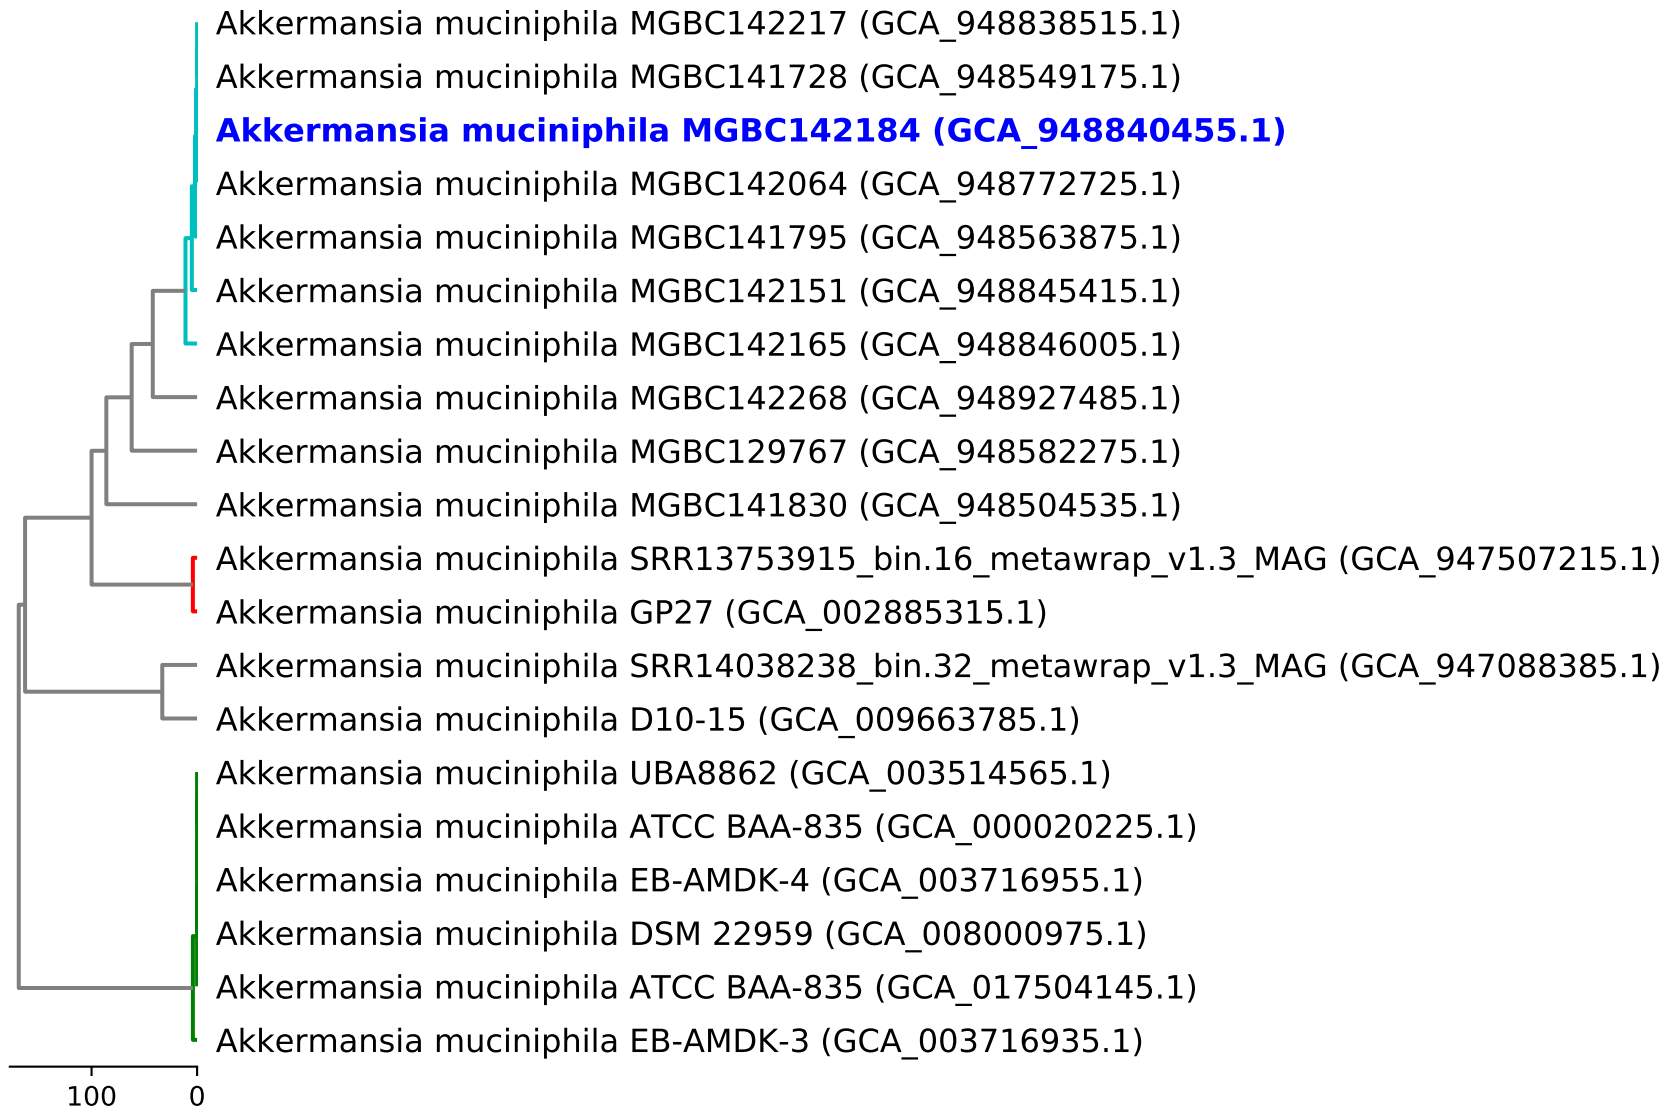 Akkermansia muciniphila MGBC142217 (GCA_948838515.1)
Akkermansia muciniphila MGBC141728 (GCA_948549175.1)
Akkermansia muciniphila MGBC142184 (GCA_948840455.1)
Akkermansia muciniphila MGBC142064 (GCA_948772725.1)
Akkermansia muciniphila MGBC141795 (GCA_948563875.1)
Akkermansia muciniphila MGBC142151 (GCA_948845415.1)
Akkermansia muciniphila MGBC142165 (GCA_948846005.1)
Akkermansia muciniphila MGBC142268 (GCA_948927485.1)
Akkermansia muciniphila MGBC129767 (GCA_948582275.1)
Akkermansia muciniphila MGBC141830 (GCA_948504535.1)
Akkermansia muciniphila SRR13753915_bin.16_metawrap_v1.3_MAG (GCA_947507215.1)
Akkermansia muciniphila GP27 (GCA_002885315.1)
Akkermansia muciniphila SRR14038238_bin.32_metawrap_v1.3_MAG (GCA_947088385.1)
Akkermansia muciniphila D10-15 (GCA_009663785.1)
Akkermansia muciniphila UBA8862 (GCA_003514565.1)
Akkermansia muciniphila ATCC BAA-835 (GCA_000020225.1)
Akkermansia muciniphila EB-AMDK-4 (GCA_003716955.1)
Akkermansia muciniphila DSM 22959 (GCA_008000975.1)
Akkermansia muciniphila ATCC BAA-835 (GCA_017504145.1)
Akkermansia muciniphila EB-AMDK-3 (GCA_003716935.1)
100 0